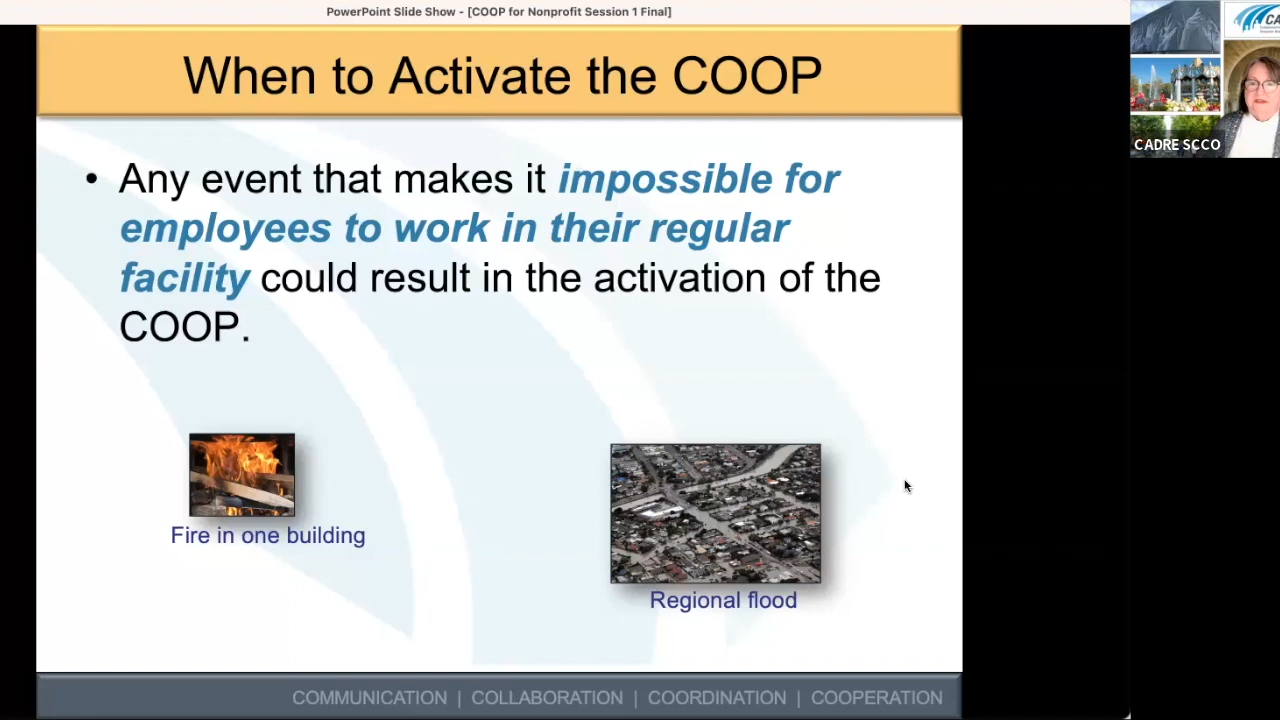 PowerPoint Slide Show - [COOP for Nonprofit Session 1 Final]
When to Activate the COOP
• Any event that makes it impossible for
employees to work in their regular
facility could result in the activation of the
COOP.
Fire in one building
Regional flood
COMMUNICATION | COLLABORATION | COORDINATION | COOPERATION
CA
CADRE SCCO